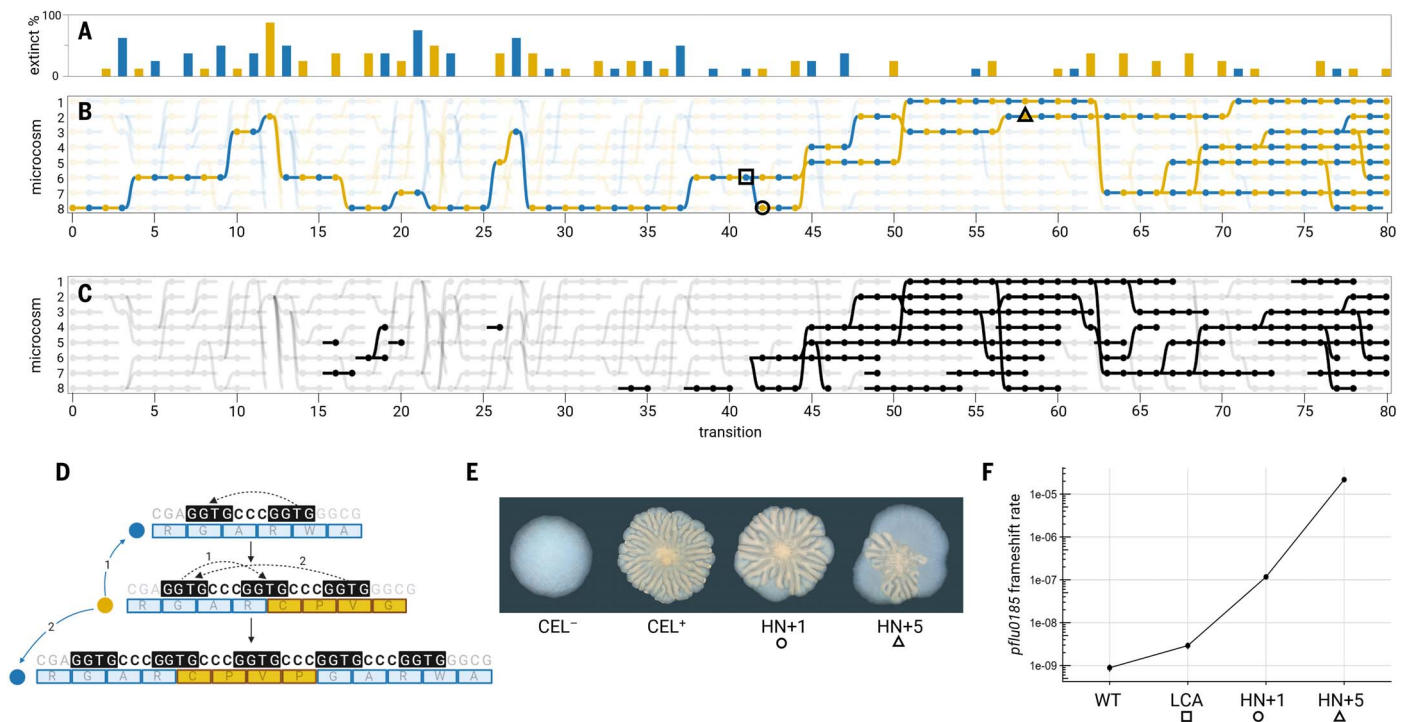 A
extinct %
100
0
B
microcosm
1
2
3
4
5
6
7
8
0 5 10 15 20 25 30 35 40 45 50 55 60 65 70 75 80
C
microcosm
1
2
3
4
5
6
7
8
0 5 10 15 20 25 30 35 40 45 50 55 60 65 70 75 80
transition
D
CGAGGTGCCCGGTGGGCG
R G A R W A
1
1 2
CGAGGTGCCCGGTGCCCGGTGGGCG
R G A R C P V G
2
CGAGGTGCCCGGTGCCCGGTGCCCGGTGCCCGGTGGGCG
R G A R C P V P G A R W A
E
CEL⁻ CEL⁺ HN+1 HN+5
F
pflu0185 frameshift rate
1e-05
1e-06
1e-07
1e-08
1e-09
WT LCA HN+1 HN+5